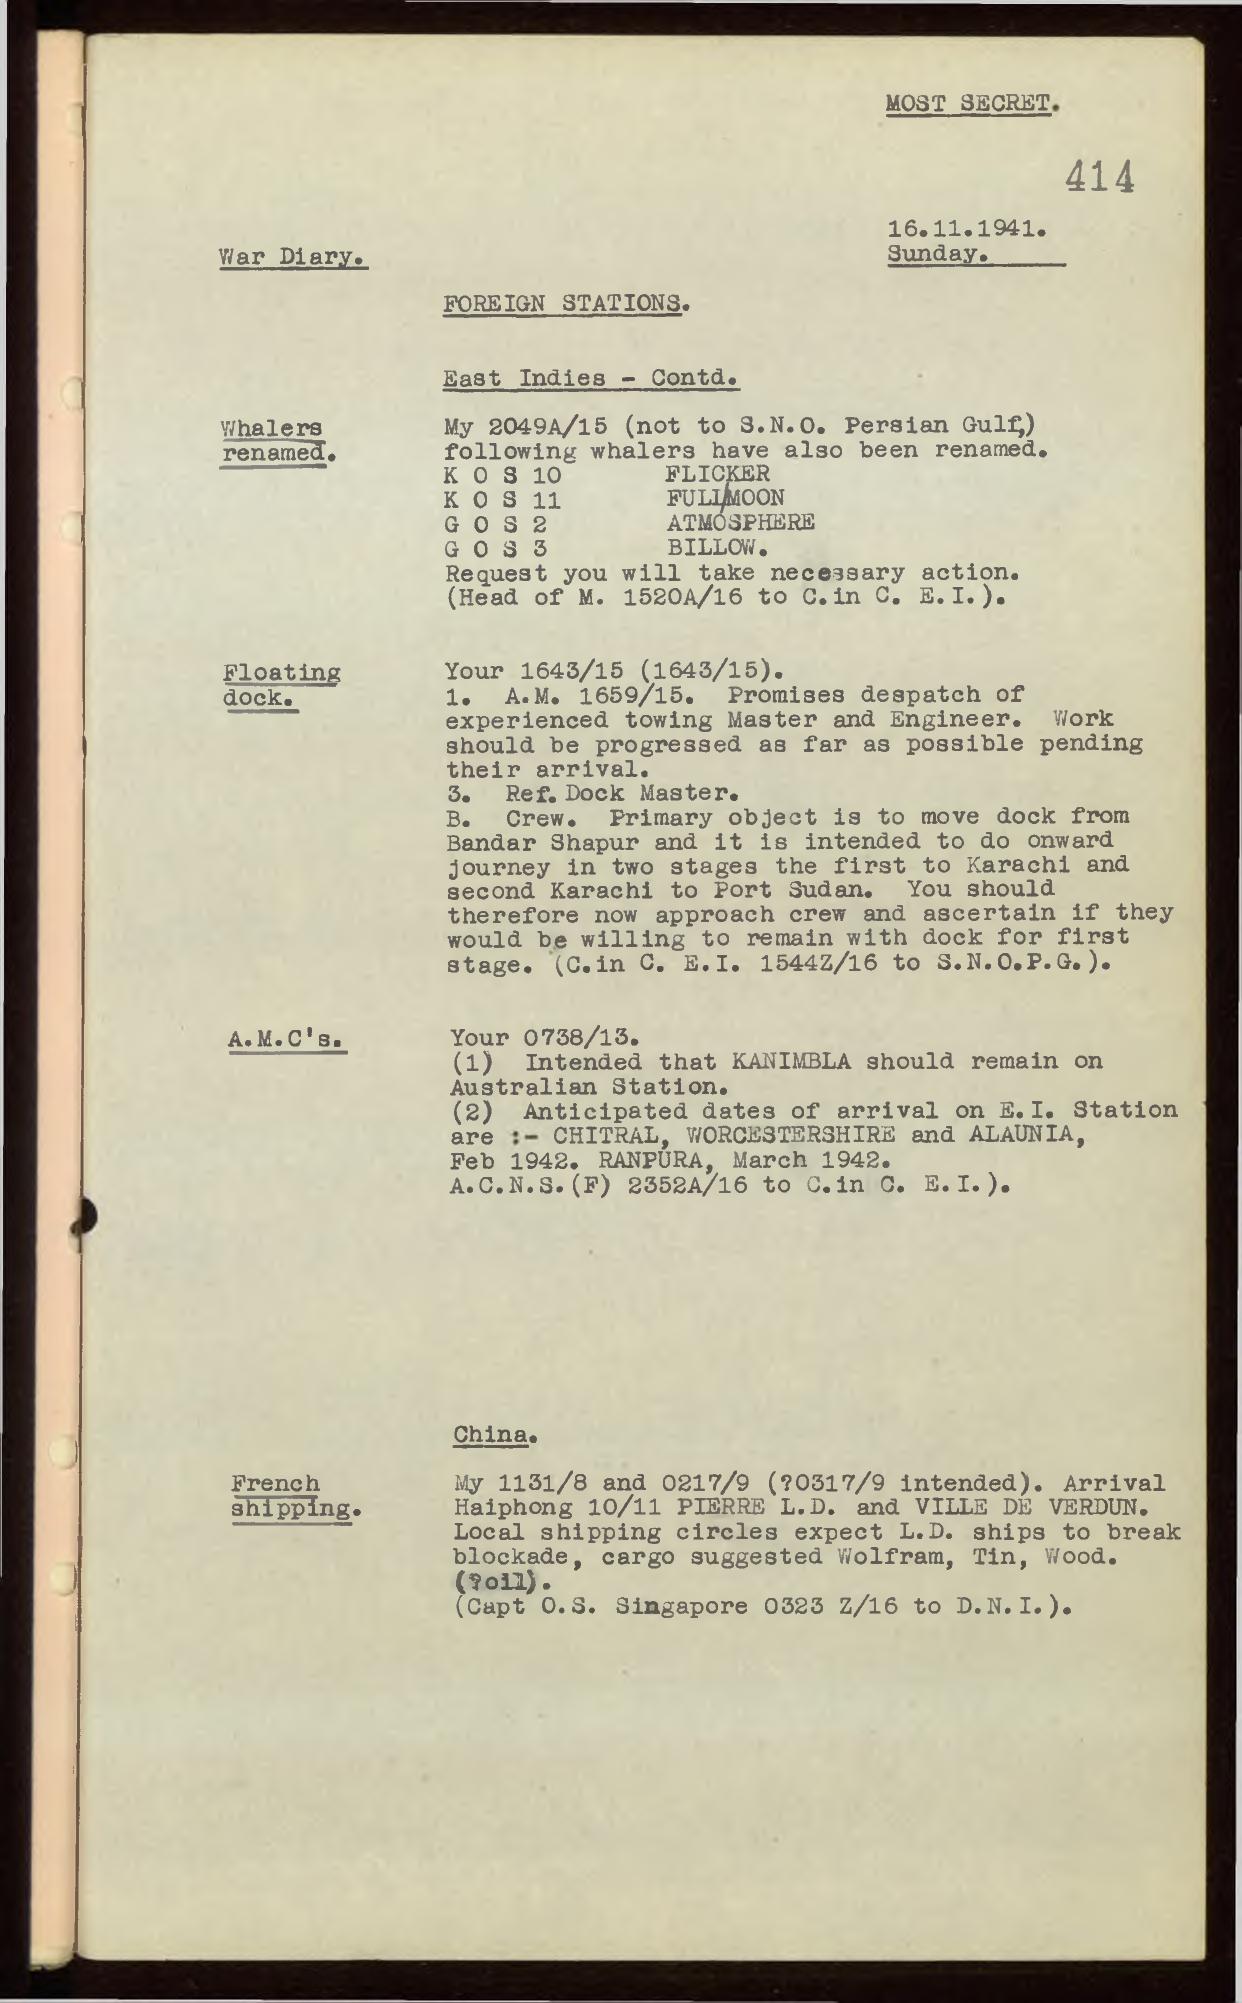 MOST SECRET.
414
16.11.1941.
War Diary.
Sunday.
FOREIGN STATIONS.
East Indies - Contd.
Whalers
renamed.
My 2049A/15 (not to S.N.O. Persian Gulf,)
following whalers have also been renamed.
K O S 10 FLICKER
K O S 11 FULL/MOON
G O S 2 ATMOSPHERE
G O S 3 BILLOW.
Request you will take necessary action.
(Head of M. 1520A/16 to C.in C. E.I.).
Floating
dock.
Your 1643/15 (1643/15).
1. A.M. 1659/15. Promises despatch of
experienced towing Master and Engineer. Work
should be progressed as far as possible pending
their arrival.
3. Ref. Dock Master.
B. Crew. Primary object is to move dock from
Bandar Shapur and it is intended to do onward
journey in two stages the first to Karachi and
second Karachi to Port Sudan. You should
therefore now approach crew and ascertain if they
would be willing to remain with dock for first
stage. (C.in C. E.I. 1544Z/16 to S.N.O.P.G.).
A.M.C's.
Your 0738/13.
(1) Intended that KANIMBLA should remain on
Australian Station.
(2) Anticipated dates of arrival on E.I. Station
are :- CHITRAL, WORCESTERSHIRE and ALAUNIA,
Feb 1942. RANPURA, March 1942.
A.C.N.S.(F) 2352A/16 to C.in C. E.I.).
China.
French
shipping.
My 1131/8 and 0217/9 (?0317/9 intended). Arrival
Haiphong 10/11 PIERRE L.D. and VILLE DE VERDUN.
Local shipping circles expect L.D. ships to break
blockade, cargo suggested Wolfram, Tin, Wood.
(?oil).
(Capt O.S. Singapore 0323 Z/16 to D.N.I.).